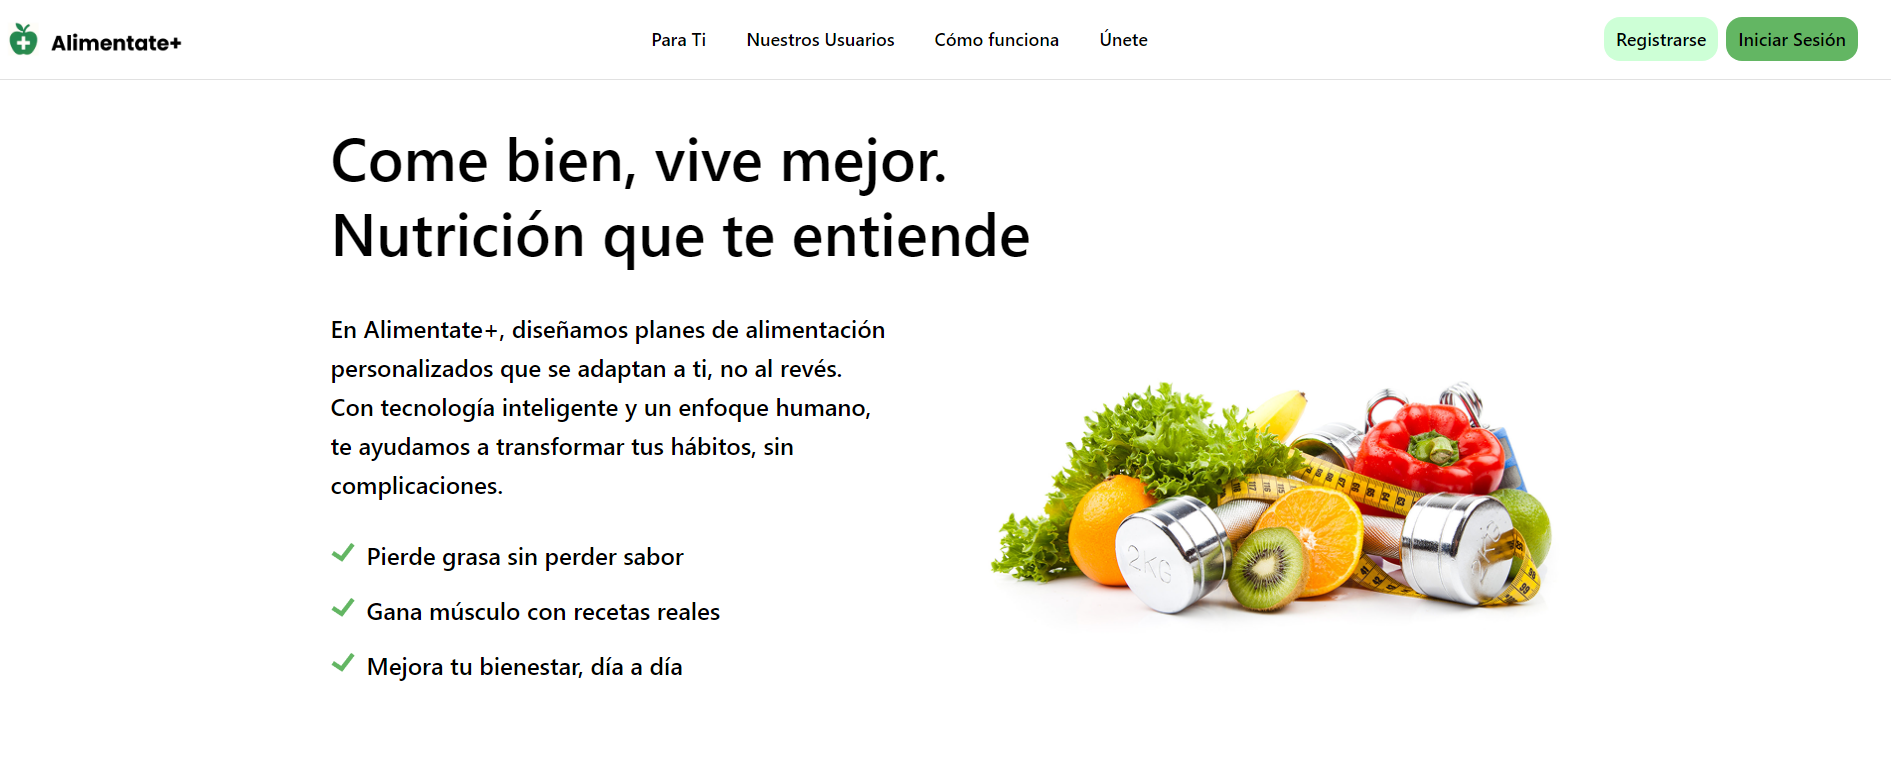 Alimentate+
Para Ti
Nuestros Usuarios
Cómo funciona
Únete
Registrarse
Iniciar Sesión
Come bien, vive mejor.
Nutrición que te entiende
En Alimentate+, diseñamos planes de alimentación
personalizados que se adaptan a ti, no al revés.
Con tecnología inteligente y un enfoque humano,
te ayudamos a transformar tus hábitos, sin
complicaciones.
Pierde grasa sin perder sabor
Gana músculo con recetas reales
Mejora tu bienestar, día a día
2KG